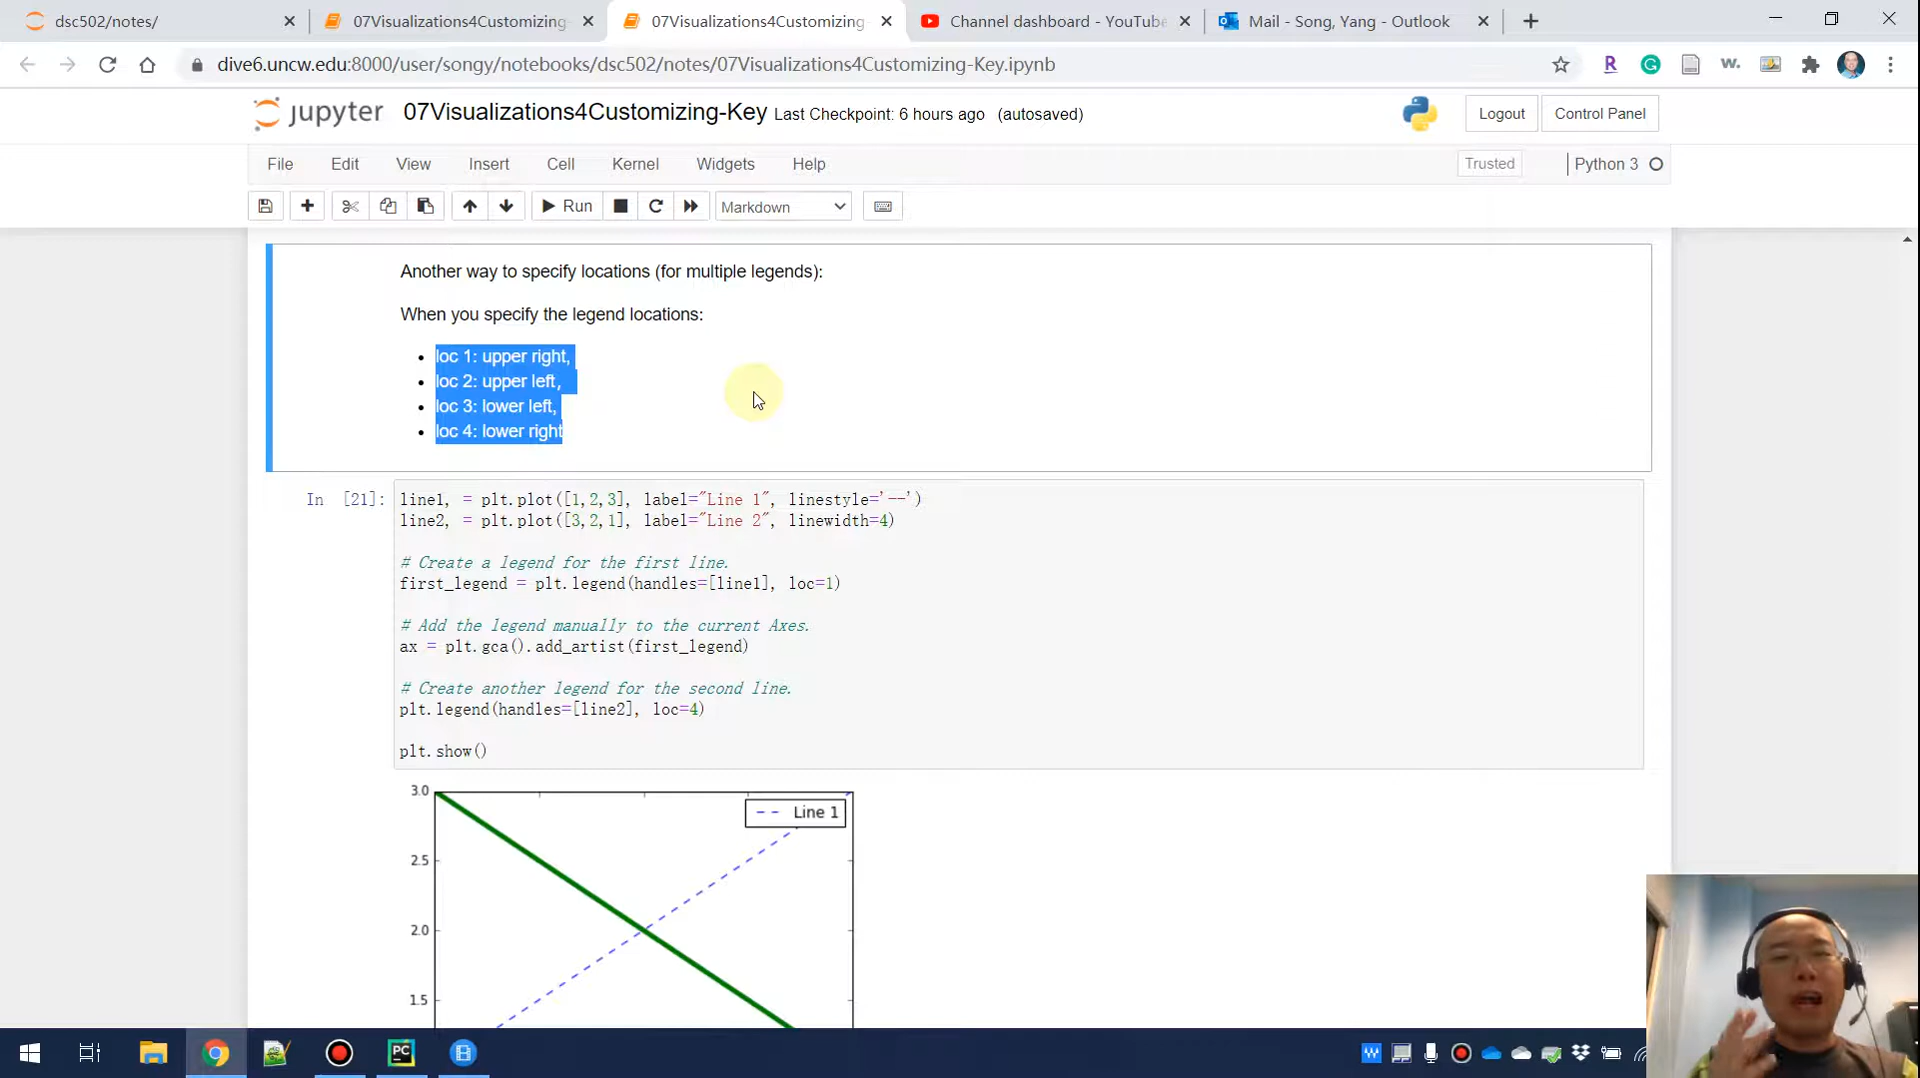 dsc502/notes/
07Visualizations4Customizing-
07Visualizations4Customizing-
Channel dashboard - YouTube
Mail - Song, Yang - Outlook
dive6.uncw.edu:8000/user/songy/notebooks/dsc502/notes/07Visualizations4Customizing-Key.ipynb
jupyter 07Visualizations4Customizing-Key Last Checkpoint: 6 hours ago (autosaved)
Logout
Control Panel
File Edit View Insert Cell Kernel Widgets Help
Trusted
Python 3
Run
Markdown
Another way to specify locations (for multiple legends):
When you specify the legend locations:
loc 1: upper right,
loc 2: upper left,
loc 3: lower left,
loc 4: lower right
In [21]:
line1, = plt.plot([1,2,3], label="Line 1", linestyle='--')
line2, = plt.plot([3,2,1], label="Line 2", linewidth=4)
# Create a legend for the first line.
first_legend = plt.legend(handles=[line1], loc=1)
# Add the legend manually to the current Axes.
ax = plt.gca().add_artist(first_legend)
# Create another legend for the second line.
plt.legend(handles=[line2], loc=4)
plt.show()
3.0
Line 1
2.5
2.0
1.5